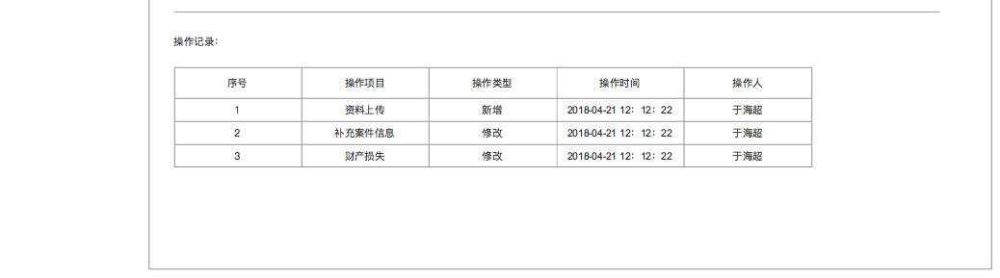 操作记录：
序号 操作项目 操作类型 操作时间 操作人
1 资料上传 新增 2018-04-21 12：12：22 于海超
2 补充案件信息 修改 2018-04-21 12：12：22 于海超
3 财产损失 修改 2018-04-21 12：12：22 于海超